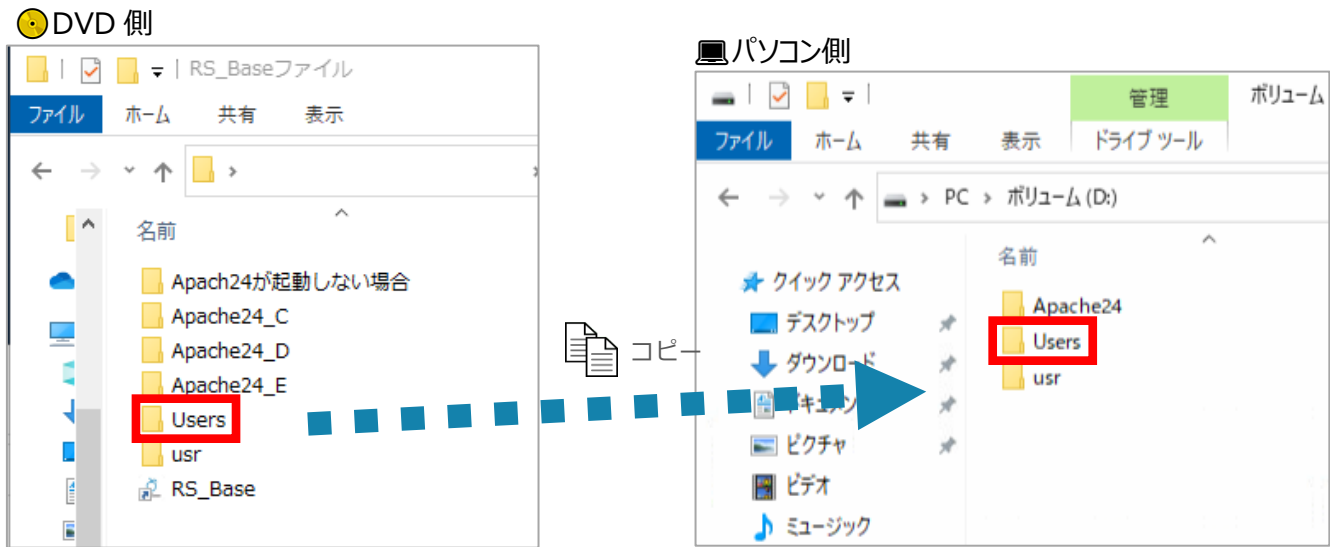 DVD 側
RS_Baseファイル
ファイル ホーム 共有 表示
名前
Apach24が起動しない場合
Apache24_C
Apache24_D
Apache24_E
Users
usr
RS_Base
コピー
パソコン側
管理 ボリューム
ファイル ホーム 共有 表示 ドライブ ツール
PC › ボリューム (D:)
名前
クイック アクセス
デスクトップ
ダウンロード
ドキュメン
ピクチャ
ビデオ
ミュージック
Apache24
Users
usr